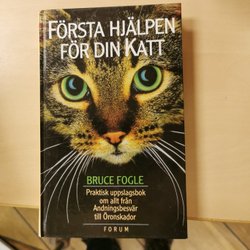 FÖRSTA HJÄLPEN
FÖR DIN KATT
BRUCE FOGLE
Praktisk uppslagsbok
om allt från
Andningsbesvär
till Öronskador
FORUM